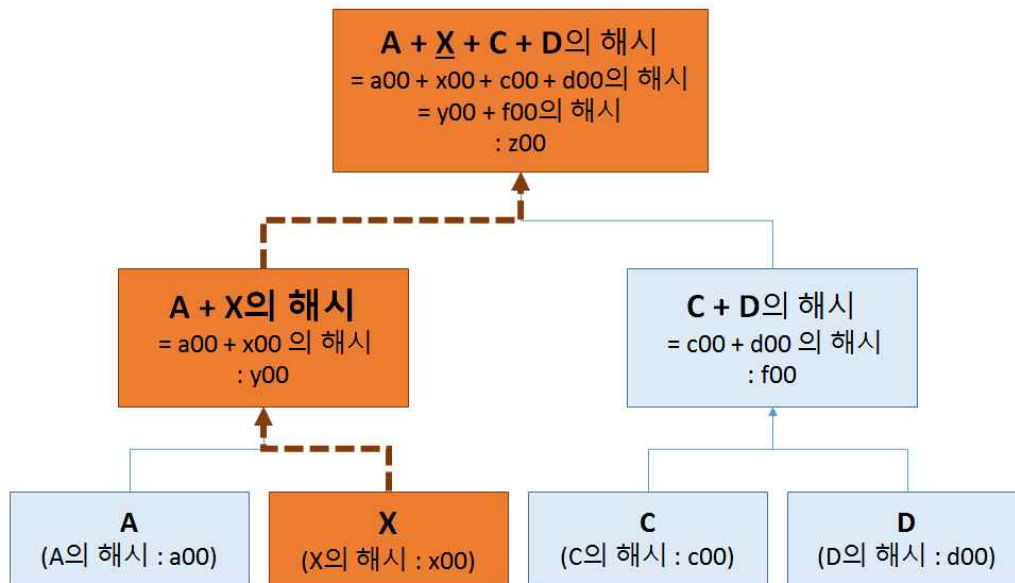 A + X + C + D의 해시
= a00 + x00 + c00 + d00의 해시
= y00 + f00의 해시
: z00
A + X의 해시
= a00 + x00 의 해시
: y00
C + D의 해시
= c00 + d00 의 해시
: f00
A
(A의 해시 : a00)
X
(X의 해시 : x00)
C
(C의 해시 : c00)
D
(D의 해시 : d00)